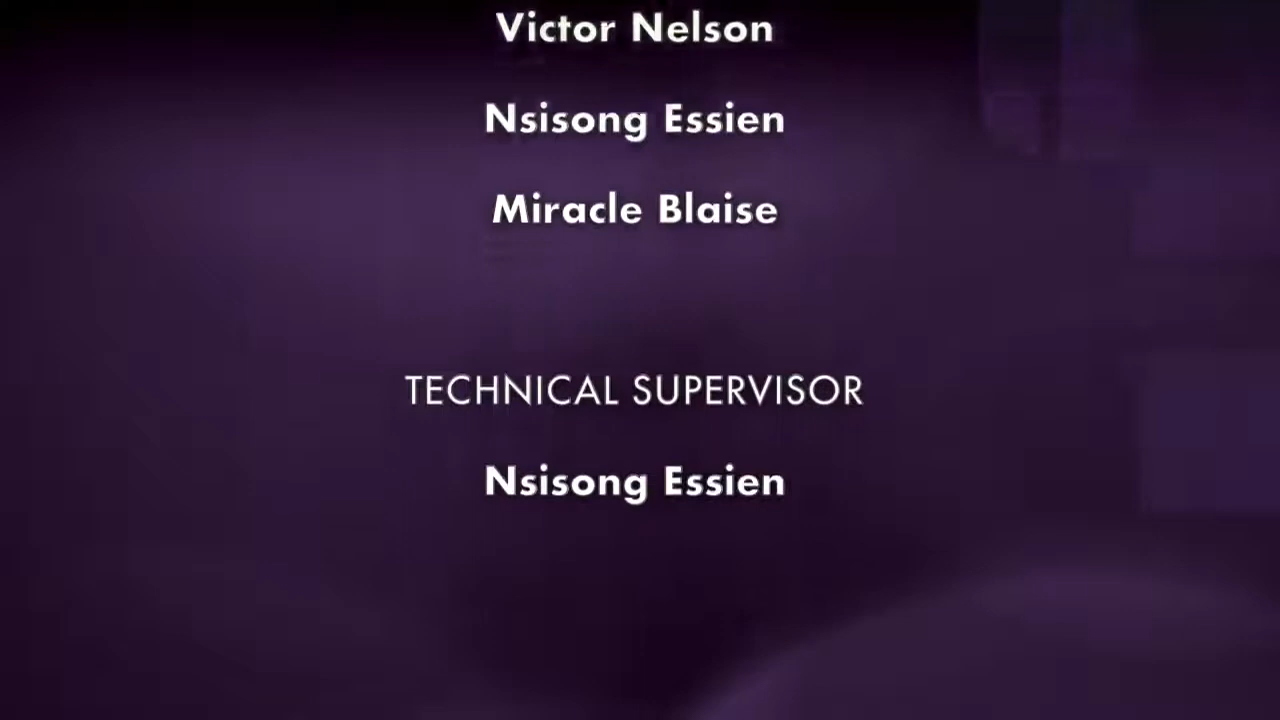 Victor Nelson
Nsisong Essien
Miracle Blaise
TECHNICAL SUPERVISOR
Nsisong Essien